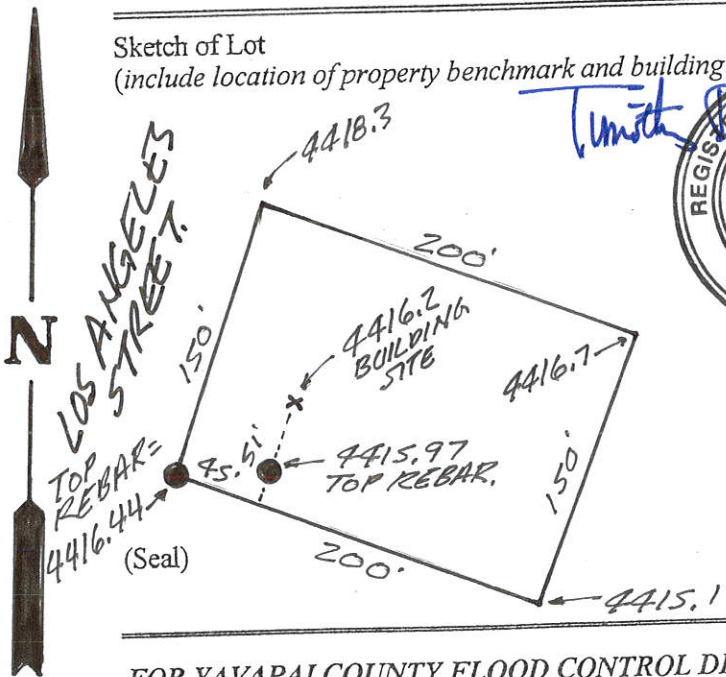 Sketch of Lot
(include location of property benchmark and building
4418.3
200'
LOS ANGELES
STREET.
150'
4416.2
BUILDING
SITE
4416.7
N
TOP
REBAR=
4416.44
45.51'
4415.97
TOP REBAR.
150'
(Seal)
200'
4415.1
FOR YAVAPAI COUNTY FLOOD CONTROL